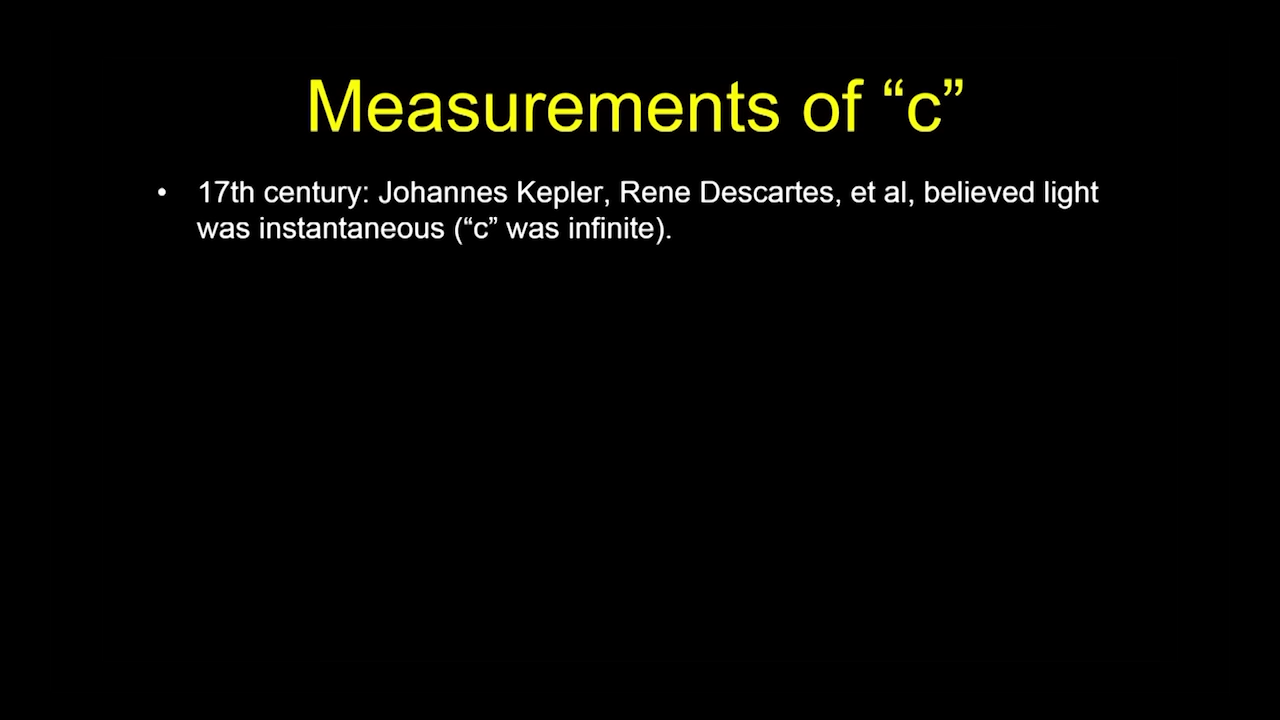 Measurements of “c”
• 17th century: Johannes Kepler, Rene Descartes, et al, believed light
was instantaneous (“c” was infinite).